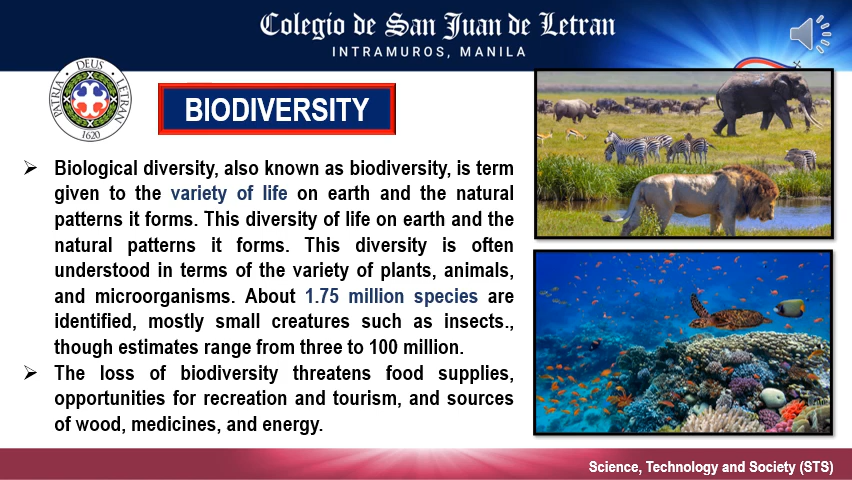 Colegio de San Juan de Letran
INTRAMUROS, MANILA
DEUS
PATRIA
LETRAN
1620
BIODIVERSITY
➢ Biological diversity, also known as biodiversity, is term
given to the variety of life on earth and the natural
patterns it forms. This diversity of life on earth and the
natural patterns it forms. This diversity is often
understood in terms of the variety of plants, animals,
and microorganisms. About 1.75 million species are
identified, mostly small creatures such as insects.,
though estimates range from three to 100 million.
➢ The loss of biodiversity threatens food supplies,
opportunities for recreation and tourism, and sources
of wood, medicines, and energy.
Science, Technology and Society (STS)